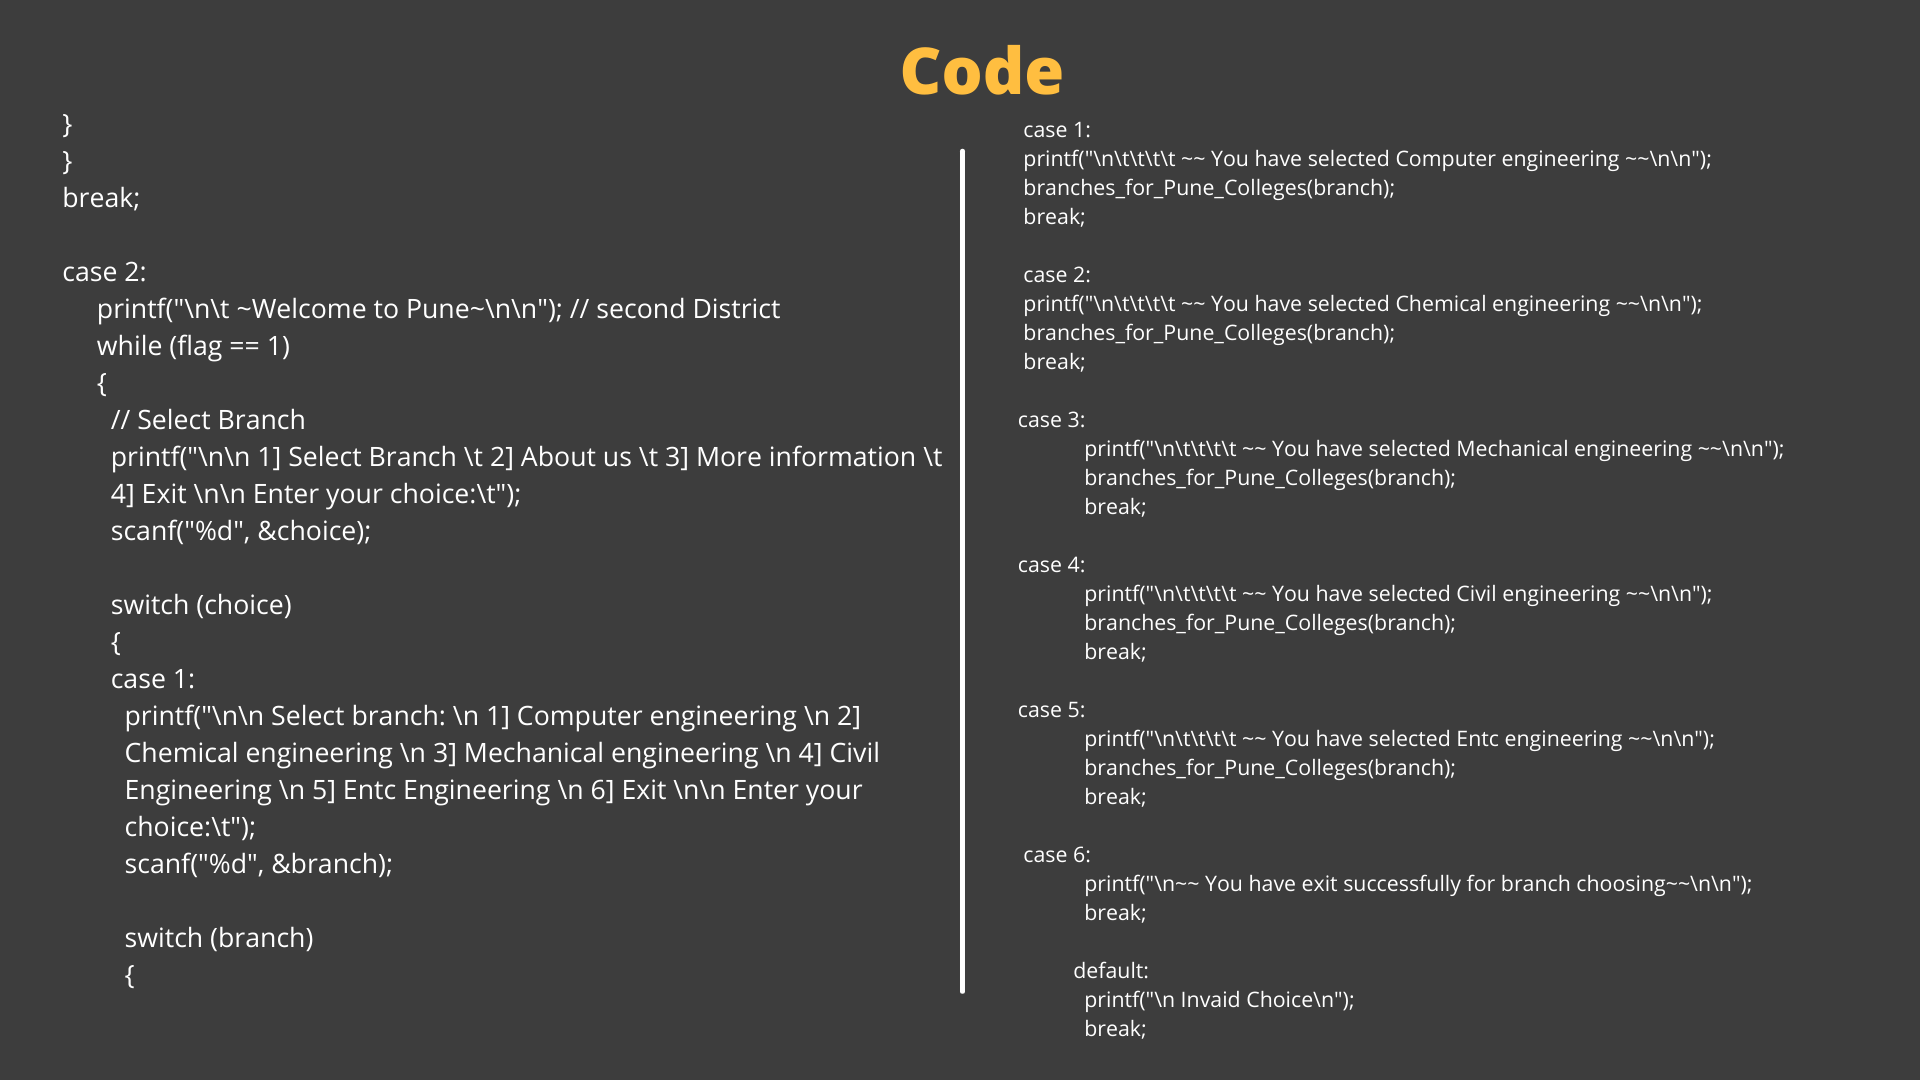 Code
}
}
break;
case 2:
printf("\n\t ~Welcome to Pune~\n\n"); // second District
while (flag == 1)
{
// Select Branch
printf("\n\n 1] Select Branch \t 2] About us \t 3] More information \t
4] Exit \n\n Enter your choice:\t");
scanf("%d", &choice);
switch (choice)
{
case 1:
printf("\n\n Select branch: \n 1] Computer engineering \n 2]
Chemical engineering \n 3] Mechanical engineering \n 4] Civil
Engineering \n 5] Entc Engineering \n 6] Exit \n\n Enter your
choice:\t");
scanf("%d", &branch);
switch (branch)
{
case 1:
printf("\n\t\t\t\t ~~ You have selected Computer engineering ~~\n\n");
branches_for_Pune_Colleges(branch);
break;
case 2:
printf("\n\t\t\t\t ~~ You have selected Chemical engineering ~~\n\n");
branches_for_Pune_Colleges(branch);
break;
case 3:
printf("\n\t\t\t\t ~~ You have selected Mechanical engineering ~~\n\n");
branches_for_Pune_Colleges(branch);
break;
case 4:
printf("\n\t\t\t\t ~~ You have selected Civil engineering ~~\n\n");
branches_for_Pune_Colleges(branch);
break;
case 5:
printf("\n\t\t\t\t ~~ You have selected Entc engineering ~~\n\n");
branches_for_Pune_Colleges(branch);
break;
case 6:
printf("\n~~ You have exit successfully for branch choosing~~\n\n");
break;
default:
printf("\n Invaid Choice\n");
break;